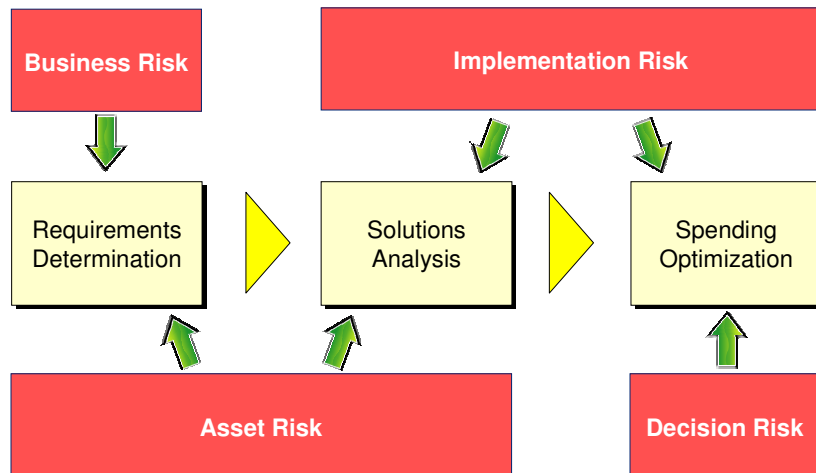 Business Risk
Implementation Risk
Requirements
Determination
Solutions
Analysis
Spending
Optimization
Asset Risk
Decision Risk